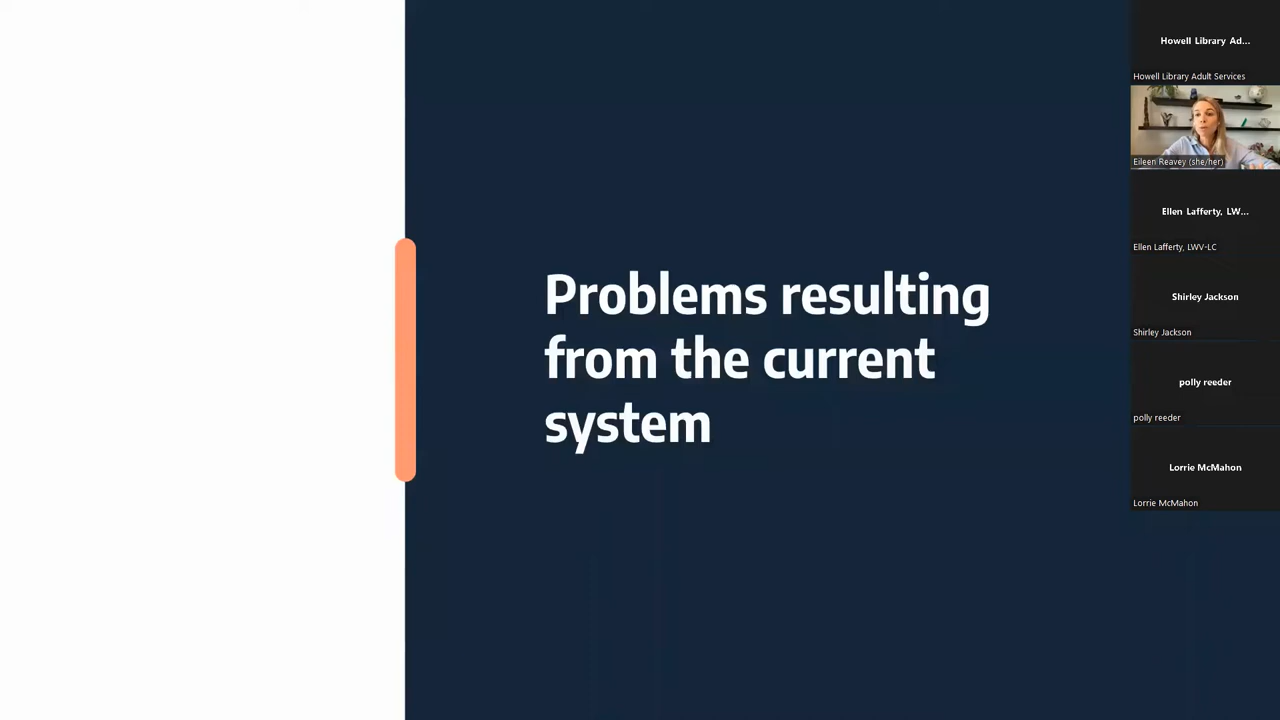 Problems resulting
from the current
system
Howell Library Ad...
Howell Library Adult Services
Eileen Reavey (she/her)
Ellen Lafferty, LW...
Ellen Lafferty, LWV-LC
Shirley Jackson
Shirley Jackson
polly reeder
polly reeder
Lorrie McMahon
Lorrie McMahon